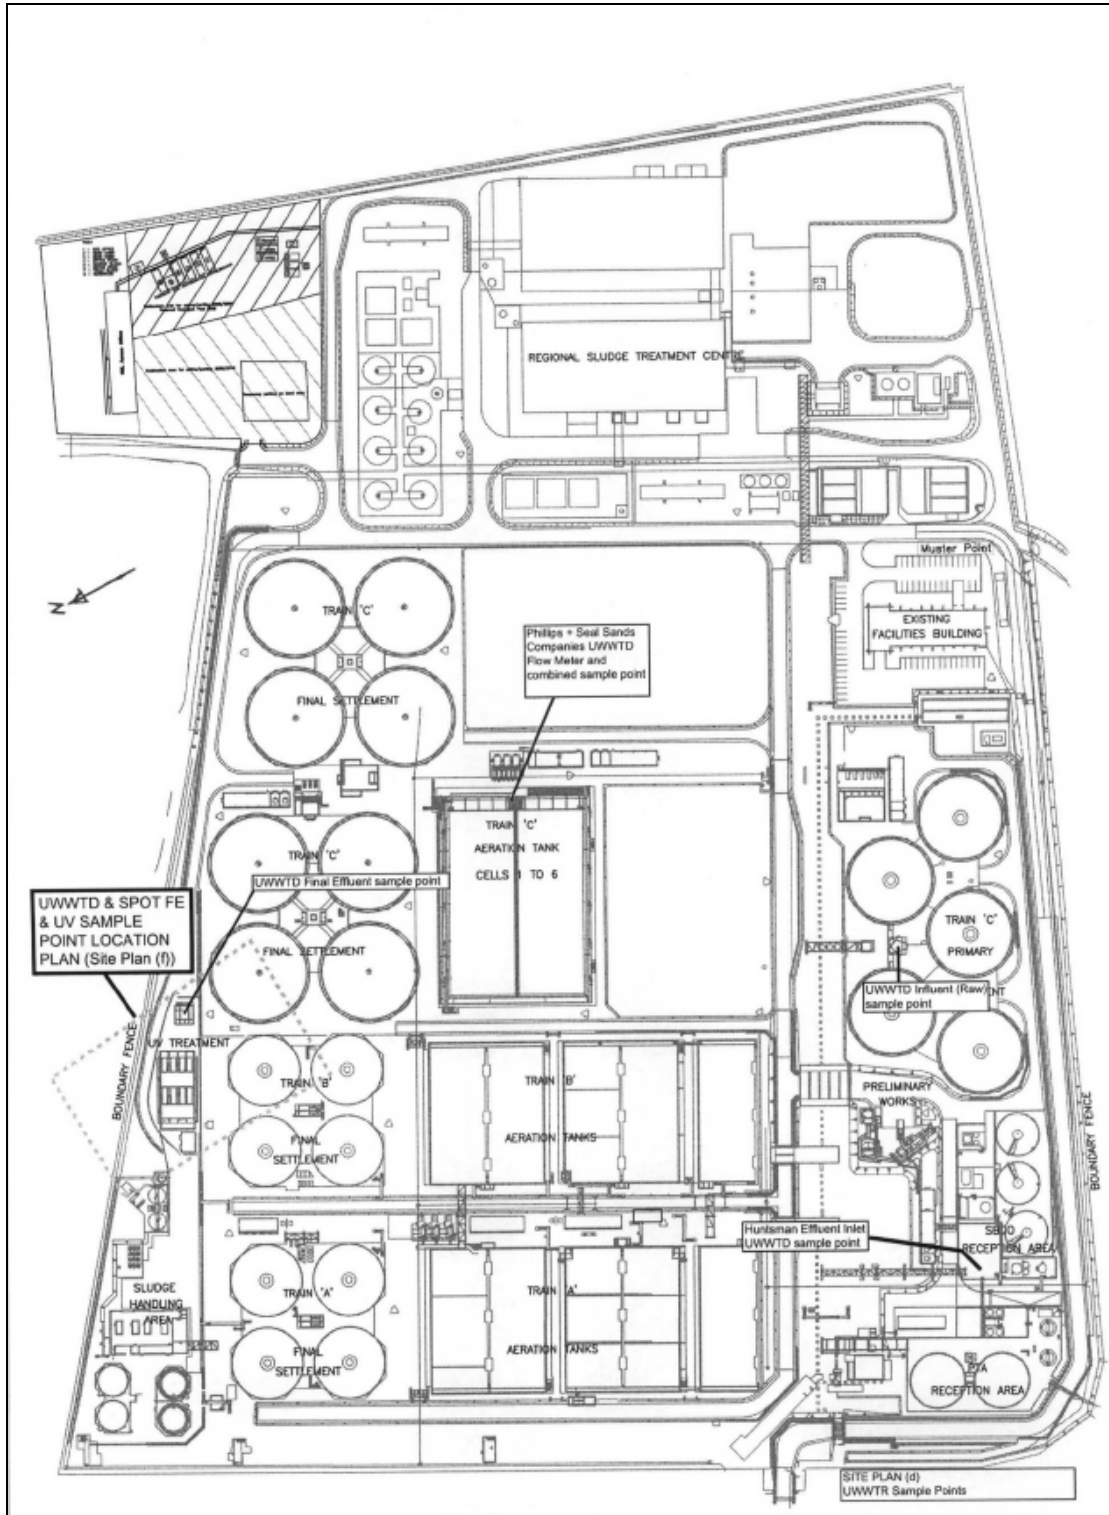 REGIONAL SLUDGE TREATMENT CENTRE
Muster Point
EXISTING
FACILITIES BUILDING
N
TRAIN 'C'
FINAL SETTLEMENT
Phillips + Seal Sands
Companies UWWTD
Flow Meter and
combined sample point
TRAIN 'C'
AERATION TANK
CELLS 1 TO 6
TRAIN 'C'
UWWTD Final Effluent sample point
FINAL SETTLEMENT
UWWTD & SPOT FE
& UV SAMPLE
POINT LOCATION
PLAN (Site Plan (f))
TRAIN 'C'
PRIMARY
UWWTD Influent (Raw)
sample point
BOUNDARY FENCE
UV TREATMENT
TRAIN 'B'
FINAL
SETTLEMENT
TRAIN 'B'
AERATION TANKS
PRELIMINARY
WORKS
BOUNDARY FENCE
Huntsman Effluent Inlet
UWWTD sample point
RECEPTION AREA
SLUDGE
HANDLING
AREA
TRAIN 'A'
FINAL
SETTLEMENT
TRAIN 'A'
AERATION TANKS
RECEPTION AREA
SITE PLAN (d)
UWWTR Sample Points